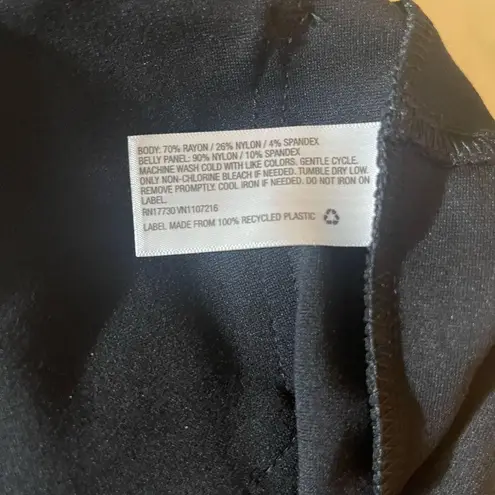 BODY: 70% RAYON / 26% NYLON / 4% SPANDEX
BELLY PANEL: 90% NYLON / 10% SPANDEX
MACHINE WASH COLD WITH LIKE COLORS. GENTLE CYCLE.
ONLY NON-CHLORINE BLEACH IF NEEDED. TUMBLE DRY LOW.
REMOVE PROMPTLY. COOL IRON IF NEEDED. DO NOT IRON ON
LABEL.
RN17730 VN1107216
LABEL MADE FROM 100% RECYCLED PLASTIC